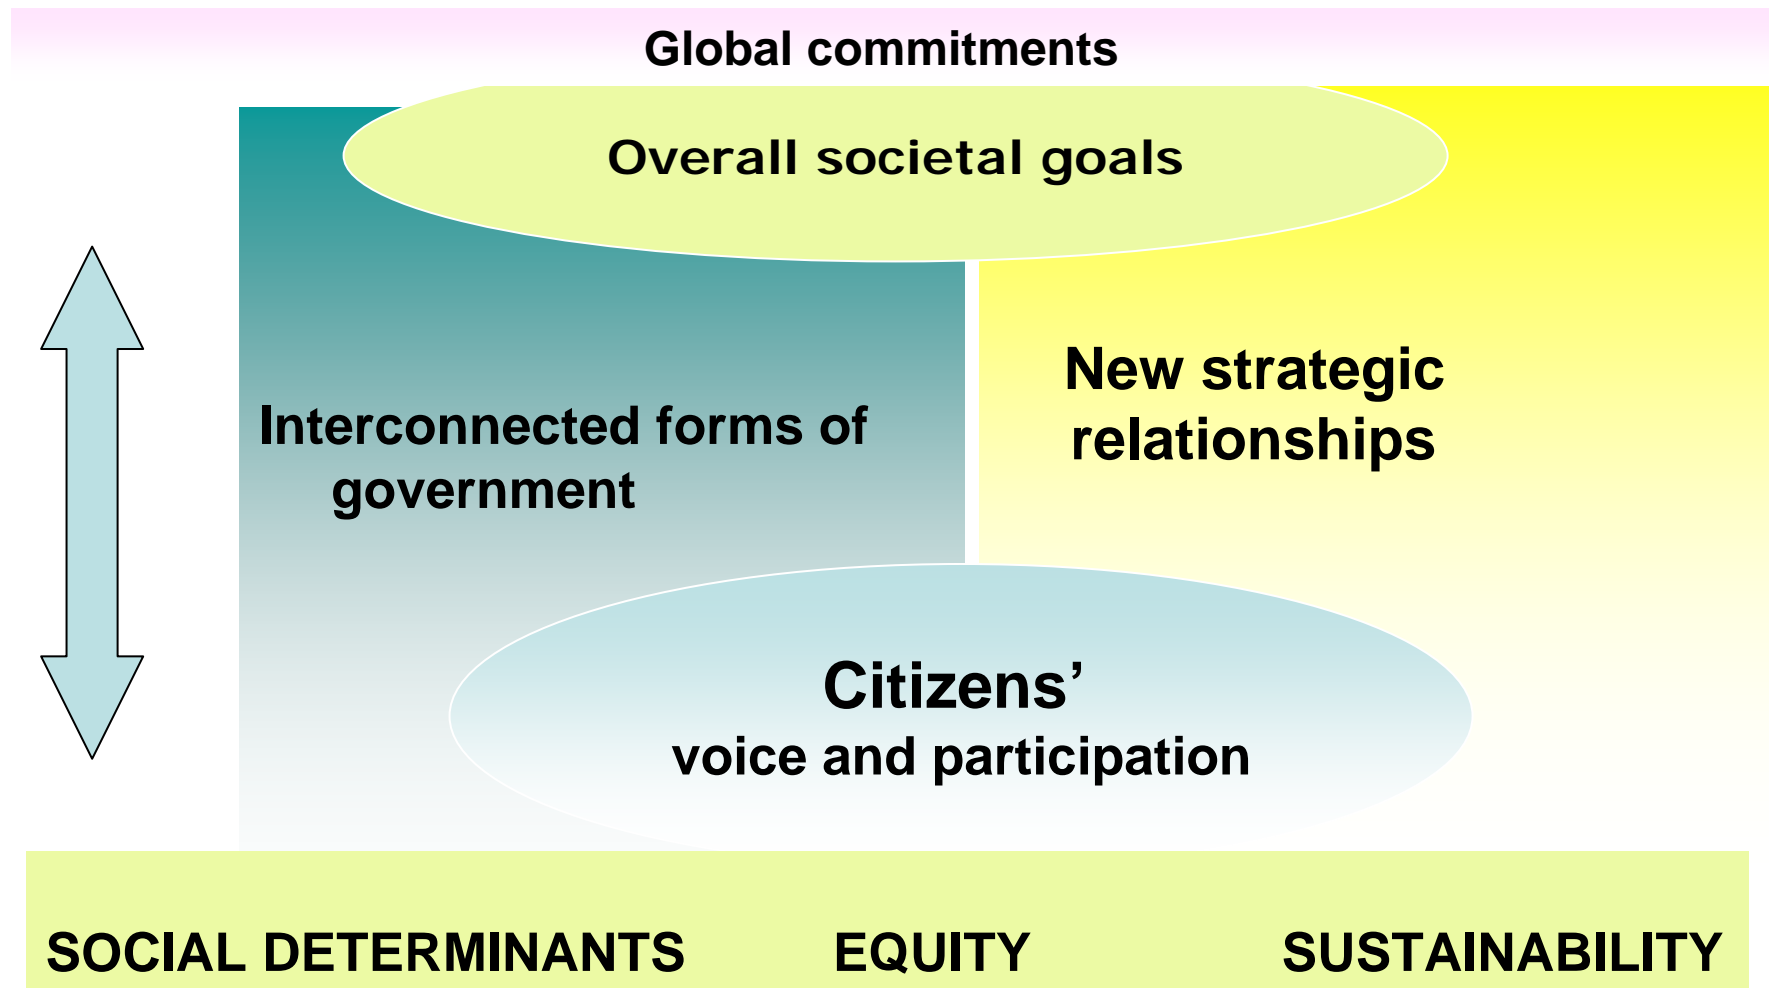 Global commitments
Overall societal goals
Interconnected forms of
government
New strategic
relationships
Citizens’
voice and participation
SOCIAL DETERMINANTS EQUITY SUSTAINABILITY